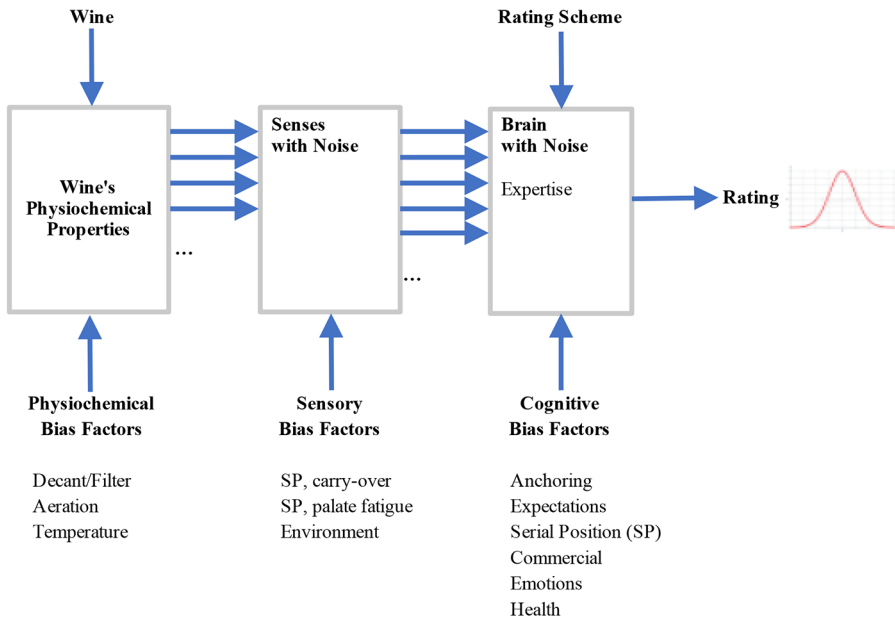 Wine
Rating Scheme
Wine's
Physiochemical
Properties
...
Senses
with Noise
...
Brain
with Noise
Expertise
Rating
Physiochemical
Bias Factors
Decant/Filter
Aeration
Temperature
Sensory
Bias Factors
SP, carry-over
SP, palate fatigue
Environment
Cognitive
Bias Factors
Anchoring
Expectations
Serial Position (SP)
Commercial
Emotions
Health